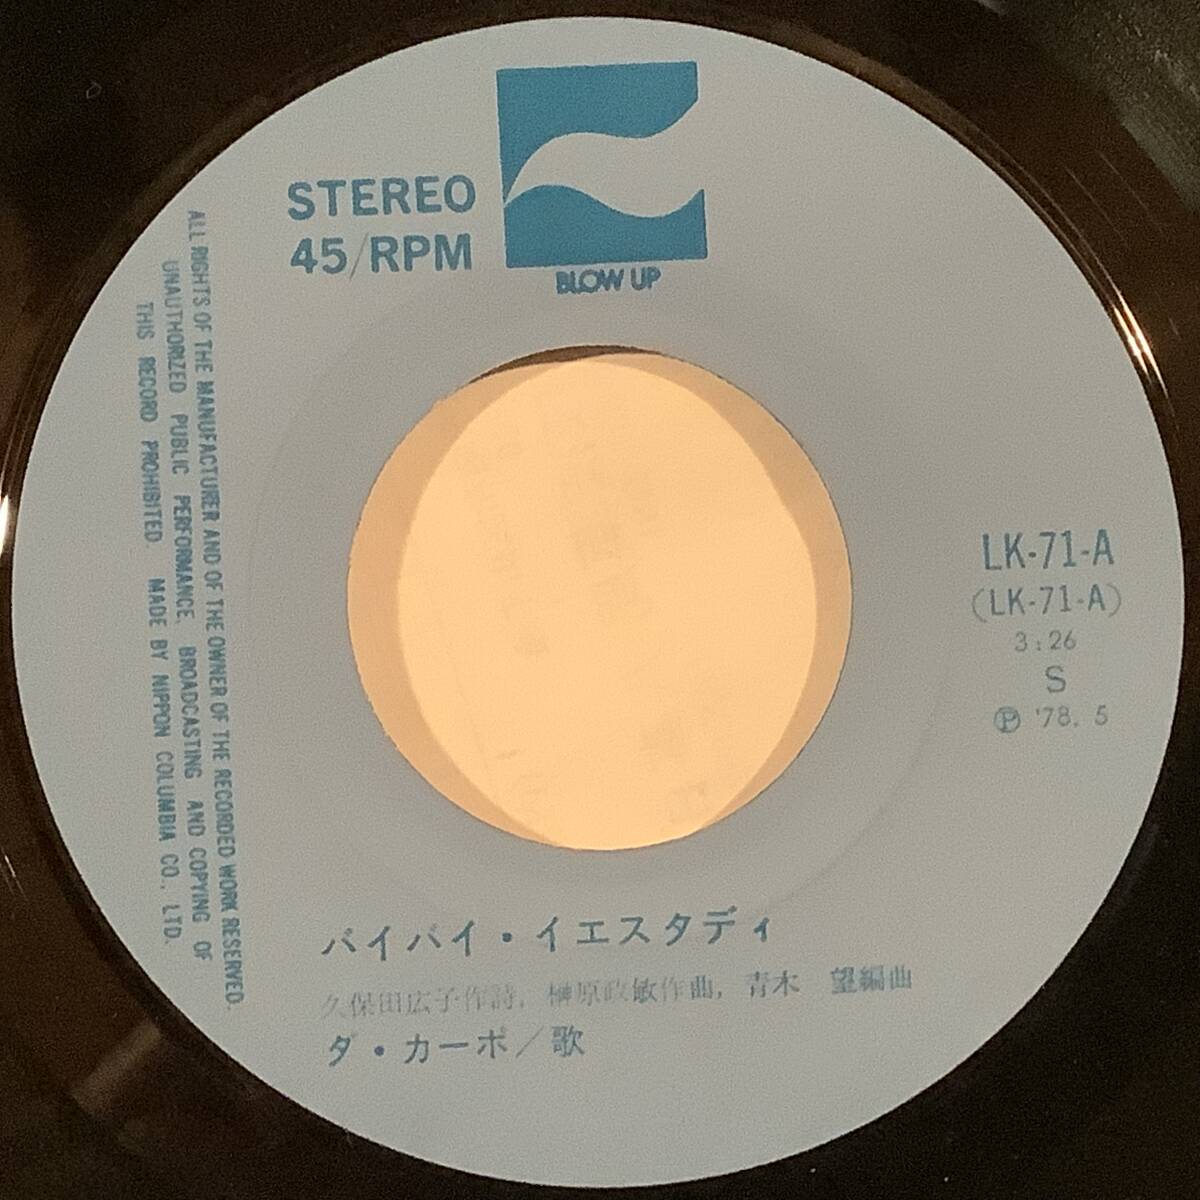 STEREO
45/RPM
BLOW UP
ALL RIGHTS OF THE MANUFACTURER AND OF THE OWNER OF THE RECORDED WORK RESERVED.
UNAUTHORIZED PUBLIC PERFORMANCE, BROADCASTING AND COPYING OF
THIS RECORD PROHIBITED. MADE BY NIPPON COLUMBIA CO., LTD.
LK-71-A
(LK-71-A)
3:26
S
Ⓟ '78. 5
バイバイ・イエスタディ
久保田広子作詩, 榊原政敏作曲, 青木 望編曲
ダ・カーポ/歌